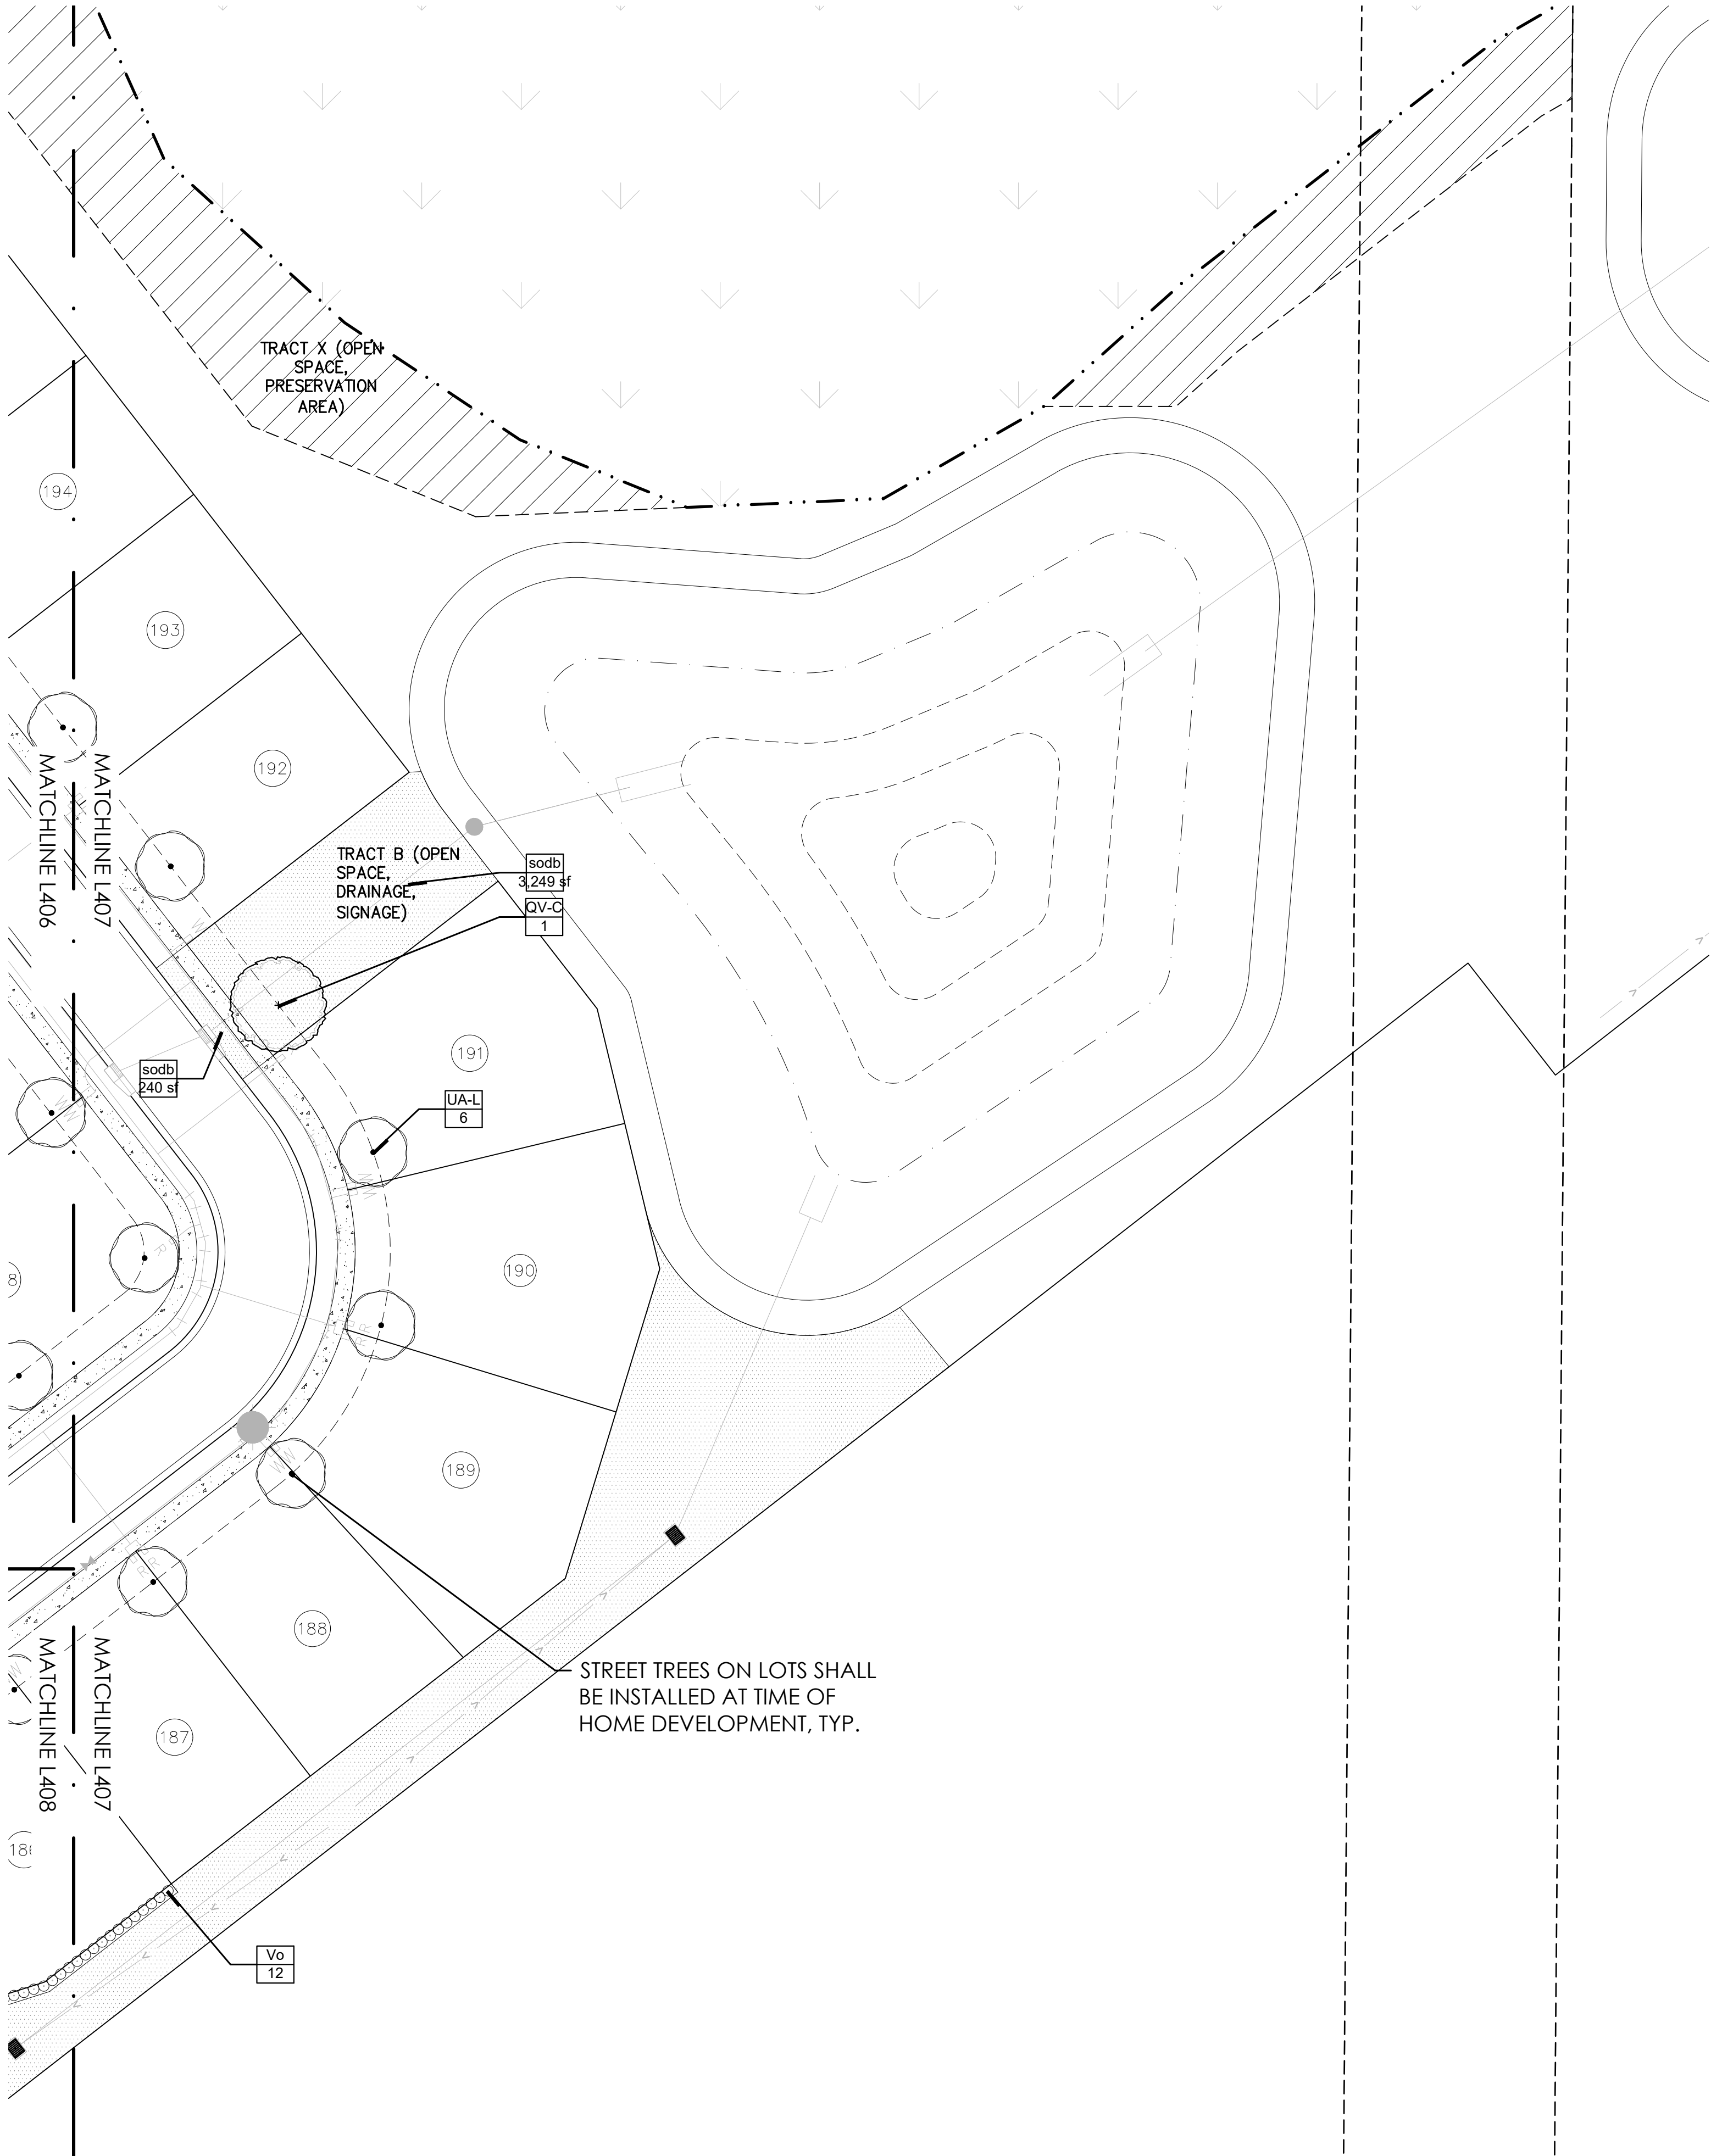 TRACT X (OPEN
SPACE,
PRESERVATION
AREA)
194
193
192
MATCHLINE L407
MATCHLINE L406
TRACT B (OPEN
SPACE,
DRAINAGE,
SIGNAGE)
sodb
3,249 sf
QV-C
1
191
sodb
240 sf
UA-L
6
190
189
188
STREET TREES ON LOTS SHALL
BE INSTALLED AT TIME OF
HOME DEVELOPMENT, TYP.
187
MATCHLINE L407
MATCHLINE L408
Vo
12